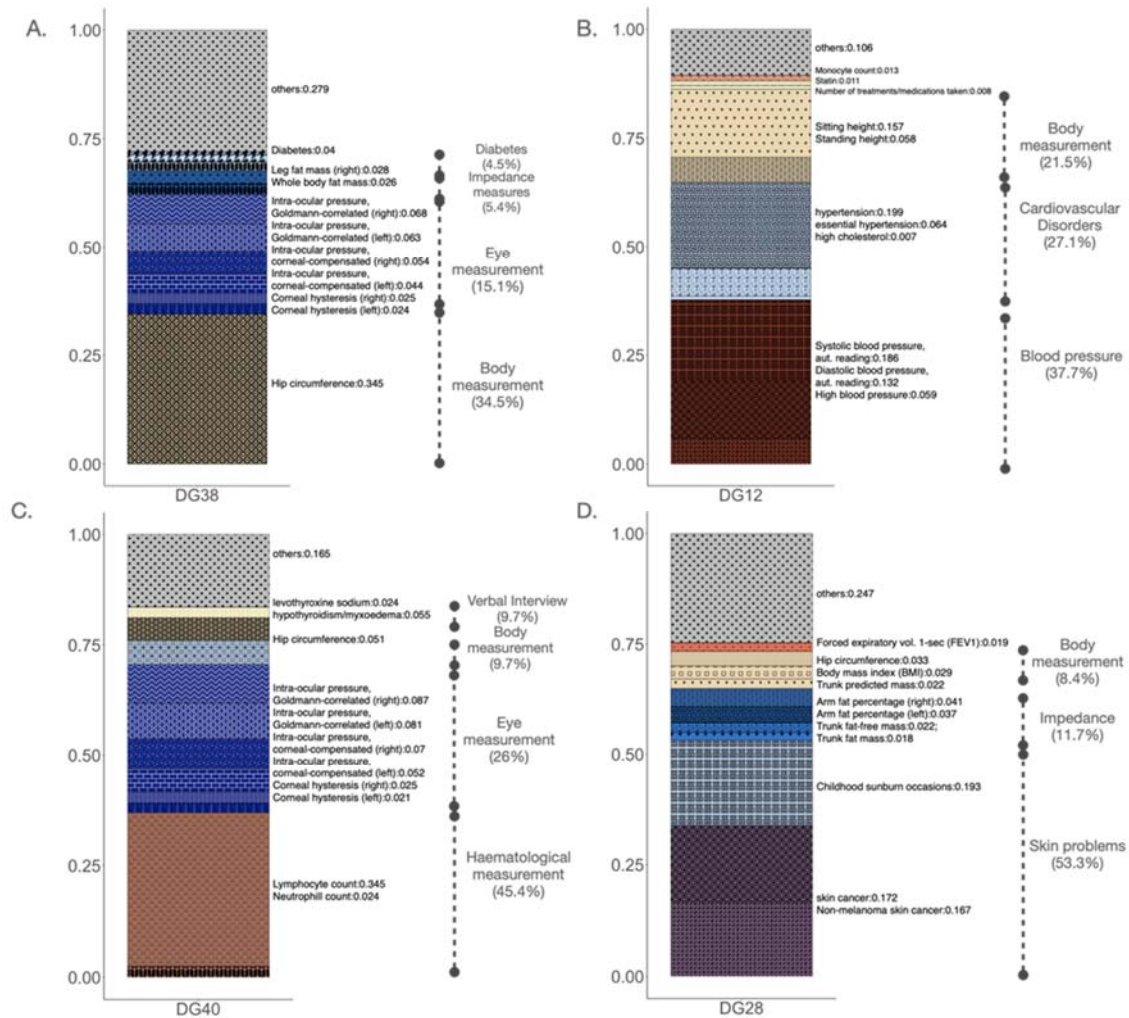 A.
1.00
0.75
0.50
0.25
0.00
others:0.279
Diabetes:0.04
Leg fat mass (right):0.028
Whole body fat mass:0.026
Intra-ocular pressure,
Goldmann-correlated (right):0.068
Intra-ocular pressure,
Goldmann-correlated (left):0.063
Intra-ocular pressure,
corneal-compensated (right):0.054
Intra-ocular pressure,
corneal-compensated (left):0.044
Corneal hysteresis (right):0.025
Corneal hysteresis (left):0.024
Hip circumference:0.345
Diabetes
(4.5%)
Impedance
measures
(5.4%)
Eye
measurement
(15.1%)
Body
measurement
(34.5%)
DG38
B.
1.00
0.75
0.50
0.25
0.00
others:0.106
Monocyte count:0.013
Statin:0.011
Number of treatments/medications taken:0.008
Sitting height:0.157
Standing height:0.058
hypertension:0.199
essential hypertension:0.064
high cholesterol:0.007
Systolic blood pressure,
aut. reading:0.186
Diastolic blood pressure,
aut. reading:0.132
High blood pressure:0.059
Body
measurement
(21.5%)
Cardiovascular
Disorders
(27.1%)
Blood pressure
(37.7%)
DG12
C.
1.00
0.75
0.50
0.25
0.00
others:0.165
levothyroxine sodium:0.024
hypothyroidism/myxoedema:0.055
Hip circumference:0.051
Intra-ocular pressure,
Goldmann-correlated (right):0.087
Intra-ocular pressure,
Goldmann-correlated (left):0.081
Intra-ocular pressure,
corneal-compensated (right):0.07
Intra-ocular pressure,
corneal-compensated (left):0.052
Corneal hysteresis (right):0.025
Corneal hysteresis (left):0.021
Lymphocyte count:0.345
Neutrophill count:0.024
Verbal Interview
(9.7%)
Body
measurement
(9.7%)
Eye
measurement
(26%)
Haematological
measurement
(45.4%)
DG40
D.
1.00
0.75
0.50
0.25
0.00
others:0.247
Forced expiratory vol. 1-sec (FEV1):0.019
Hip circumference:0.033
Body mass index (BMI):0.029
Trunk predicted mass:0.022
Arm fat percentage (right):0.041
Arm fat percentage (left):0.037
Trunk fat-free mass:0.022;
Trunk fat mass:0.018
Childhood sunburn occasions:0.193
skin cancer:0.172
Non-melanoma skin cancer:0.167
Body
measurement
(8.4%)
Impedance
(11.7%)
Skin problems
(53.3%)
DG28